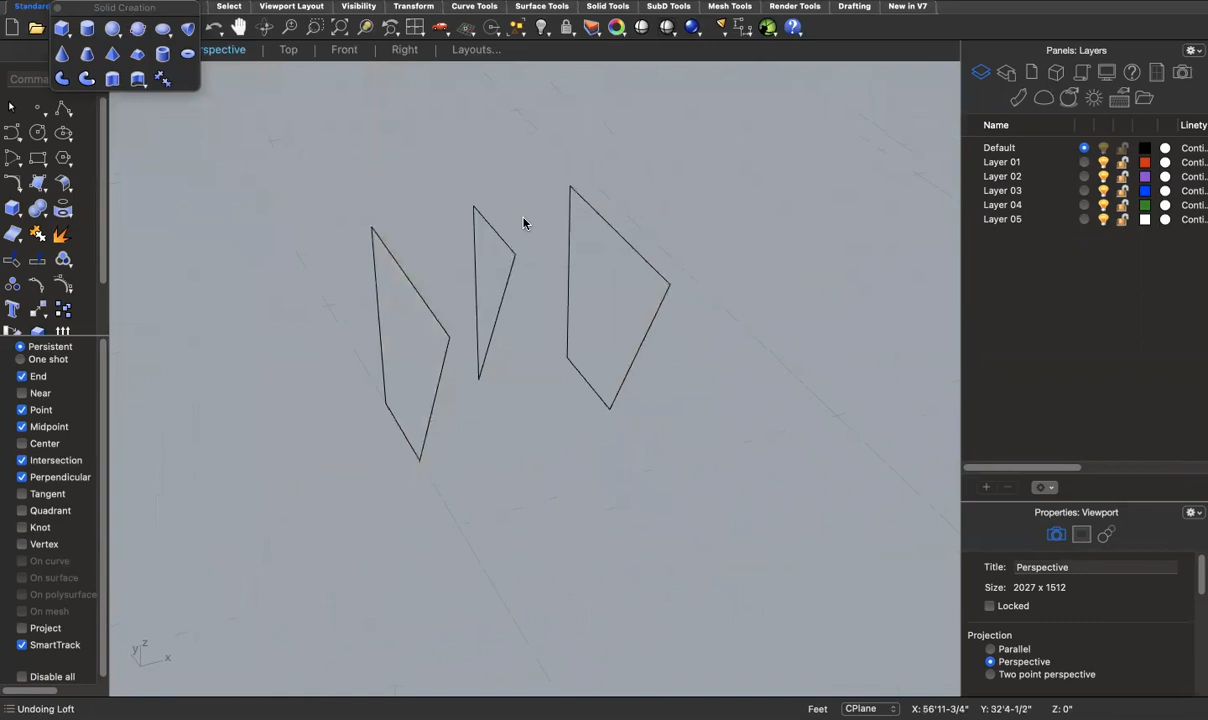 Standard
Solid Creation
Select
Viewport Layout
Visibility
Transform
Curve Tools
Surface Tools
Solid Tools
SubD Tools
Mesh Tools
Render Tools
Drafting
New in V7
rspective
Top
Front
Right
Layouts...
Comma
Persistent
One shot
End
Near
Point
Midpoint
Center
Intersection
Perpendicular
Tangent
Quadrant
Knot
Vertex
On curve
On surface
On polysurface
On mesh
Project
SmartTrack
Disable all
z
y
x
Panels: Layers
Name
Linety
Default
Conti..
Layer 01
Conti..
Layer 02
Conti..
Layer 03
Conti..
Layer 04
Conti..
Layer 05
Conti..
Properties: Viewport
Title:
Perspective
Size:
2027 x 1512
Locked
Projection
Parallel
Perspective
Two point perspective
Undoing Loft
Feet
CPlane
X: 56'11-3/4"
Y: 32'4-1/2"
Z: 0"